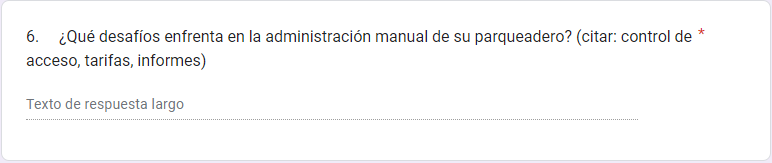 6. ¿Qué desafíos enfrenta en la administración manual de su parqueadero? (citar: control de *
acceso, tarifas, informes)
Texto de respuesta largo